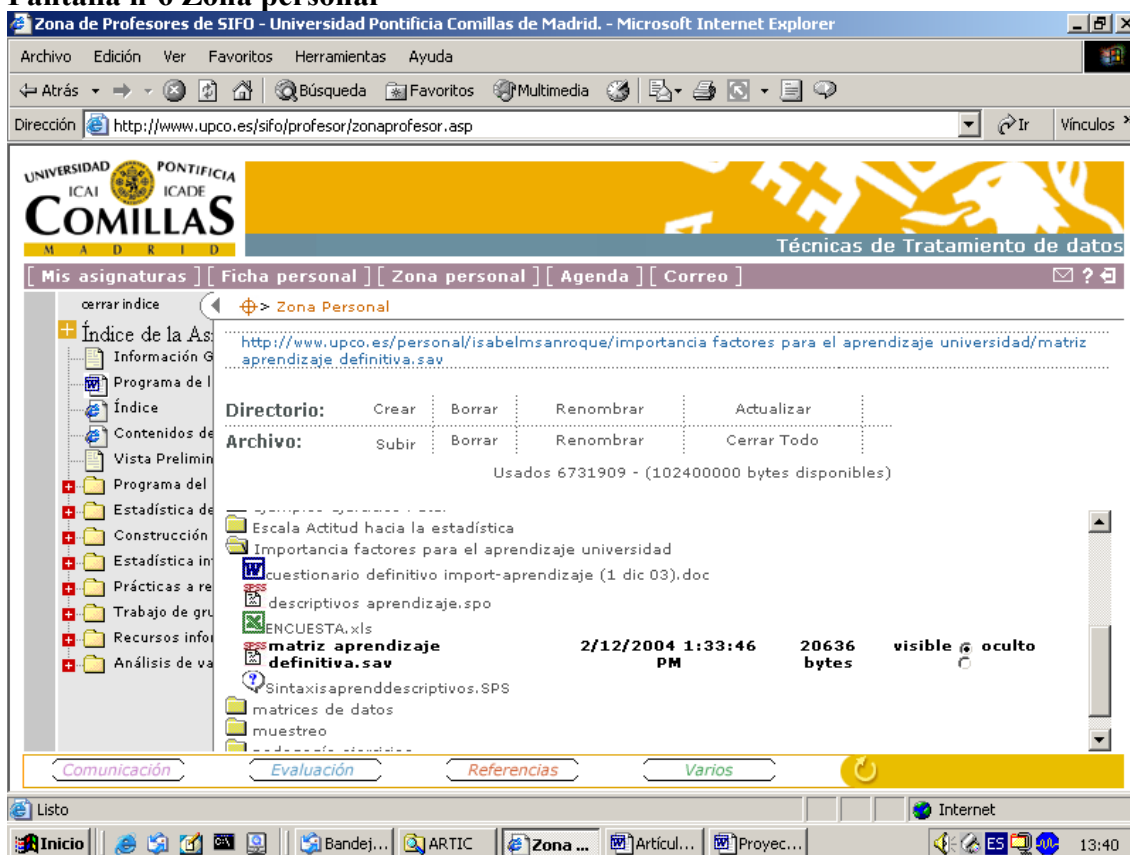 Pantalla nº6 Zona personal
Zona de Profesores de SIFO - Universidad Pontificia Comillas de Madrid. - Microsoft Internet Explorer
Archivo Edición Ver Favoritos Herramientas Ayuda
Atrás Búsqueda Favoritos Multimedia
Dirección http://www.upco.es/sifo/profesor/zonaprofesor.asp Ir Vínculos
UNIVERSIDAD PONTIFICIA
ICAI ICADE
COMILLAS
MADRID
Técnicas de Tratamiento de datos
[ Mis asignaturas ] [ Ficha personal ] [ Zona personal ] [ Agenda ] [ Correo ]
cerrar indice
> Zona Personal
Índice de la As
Información G
Programa de l
Índice
Contenidos de
Vista Prelimin
Programa del
Estadística de
Construcción
Estadística in
Prácticas a re
Trabajo de gru
Recursos info
Análisis de va
http://www.upco.es/personal/isabelmsanroque/importancia factores para el aprendizaje universidad/matriz
aprendizaje definitiva.sav
Directorio: Crear Borrar Renombrar Actualizar
Archivo: Subir Borrar Renombrar Cerrar Todo
Usados 6731909 - (102400000 bytes disponibles)
Escala Actitud hacia la estadística
Importancia factores para el aprendizaje universidad
cuestionario definitivo import-aprendizaje (1 dic 03).doc
descriptivos aprendizaje.spo
ENCUESTA.xls
matriz aprendizaje 2/12/2004 1:33:46 20636 visible oculto
definitiva.sav PM bytes
Sintaxisaprenddescriptivos.SPS
matrices de datos
muestreo
Comunicación Evaluación Referencias Varios
Listo Internet
Inicio Bandej... ARTIC Zona ... Artícul... Proyec... ES 13:40